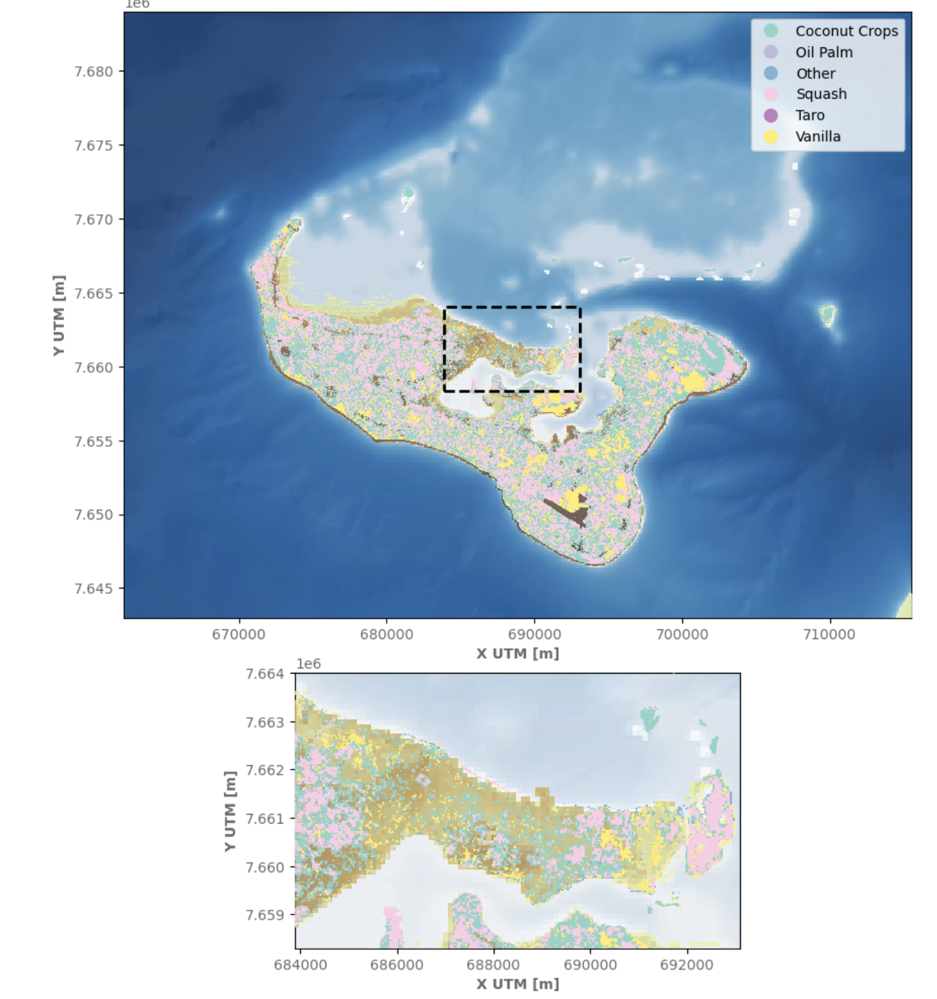 1e6
Coconut Crops
Oil Palm
Other
Squash
Taro
Vanilla
7.680
7.675
7.670
7.665
7.660
7.655
7.650
7.645
Y UTM [m]
670000 680000 690000 700000 710000
X UTM [m]
1e6
7.664
7.663
7.662
7.661
7.660
7.659
Y UTM [m]
684000 686000 688000 690000 692000
X UTM [m]